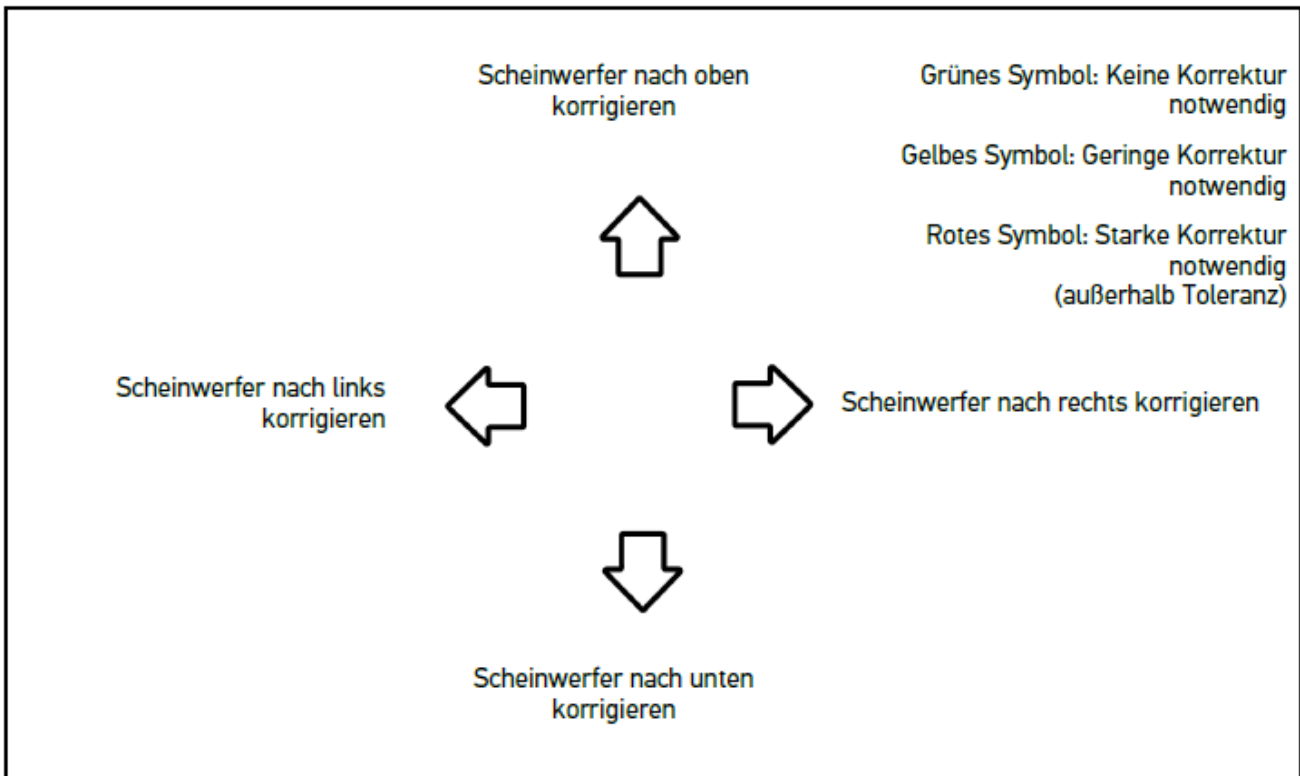 Scheinwerfer nach oben
korrigieren
Grünes Symbol: Keine Korrektur
notwendig
Gelbes Symbol: Geringe Korrektur
notwendig
Rotes Symbol: Starke Korrektur
notwendig
(außerhalb Toleranz)
Scheinwerfer nach links
korrigieren
Scheinwerfer nach rechts korrigieren
Scheinwerfer nach unten
korrigieren